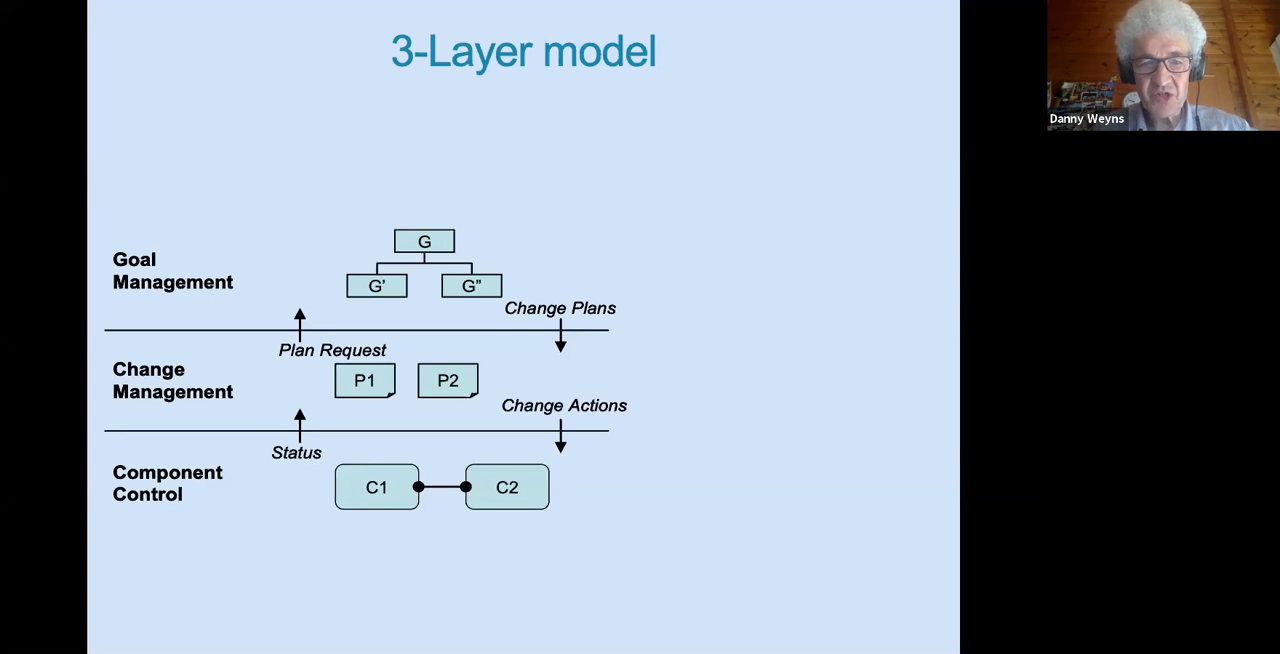 3-Layer model
Danny Weyns
G
Goal
Management
G'
G”
Change Plans
Plan Request
Change
Management
P1
P2
Change Actions
Status
Component
Control
C1
C2